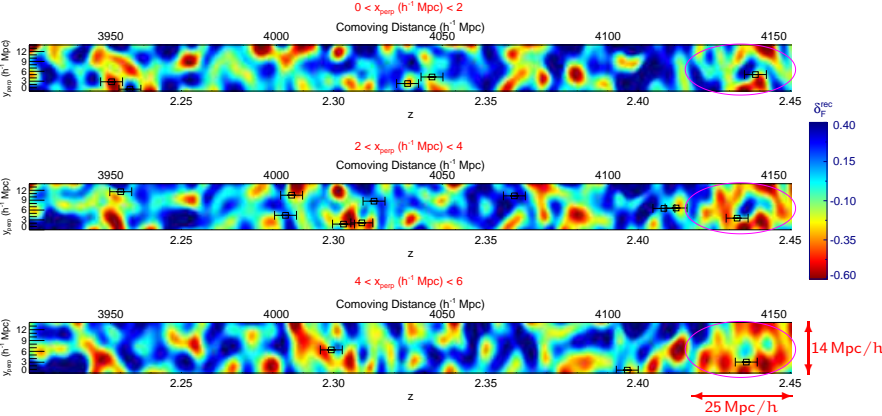 0 < x_perp (h⁻¹ Mpc) < 2
Comoving Distance (h⁻¹ Mpc)
3950 4000 4050 4100 4150
y_perp (h⁻¹ Mpc)
12
9
6
3
0
2.25 2.30 2.35 2.40 2.45
z
2 < x_perp (h⁻¹ Mpc) < 4
Comoving Distance (h⁻¹ Mpc)
3950 4000 4050 4100 4150
y_perp (h⁻¹ Mpc)
12
9
6
3
0
2.25 2.30 2.35 2.40 2.45
z
4 < x_perp (h⁻¹ Mpc) < 6
Comoving Distance (h⁻¹ Mpc)
3950 4000 4050 4100 4150
y_perp (h⁻¹ Mpc)
12
9
6
3
0
2.25 2.30 2.35 2.40 2.45
z
δ_F^rec
0.40
0.15
-0.10
-0.35
-0.60
14 Mpc/h
25 Mpc/h